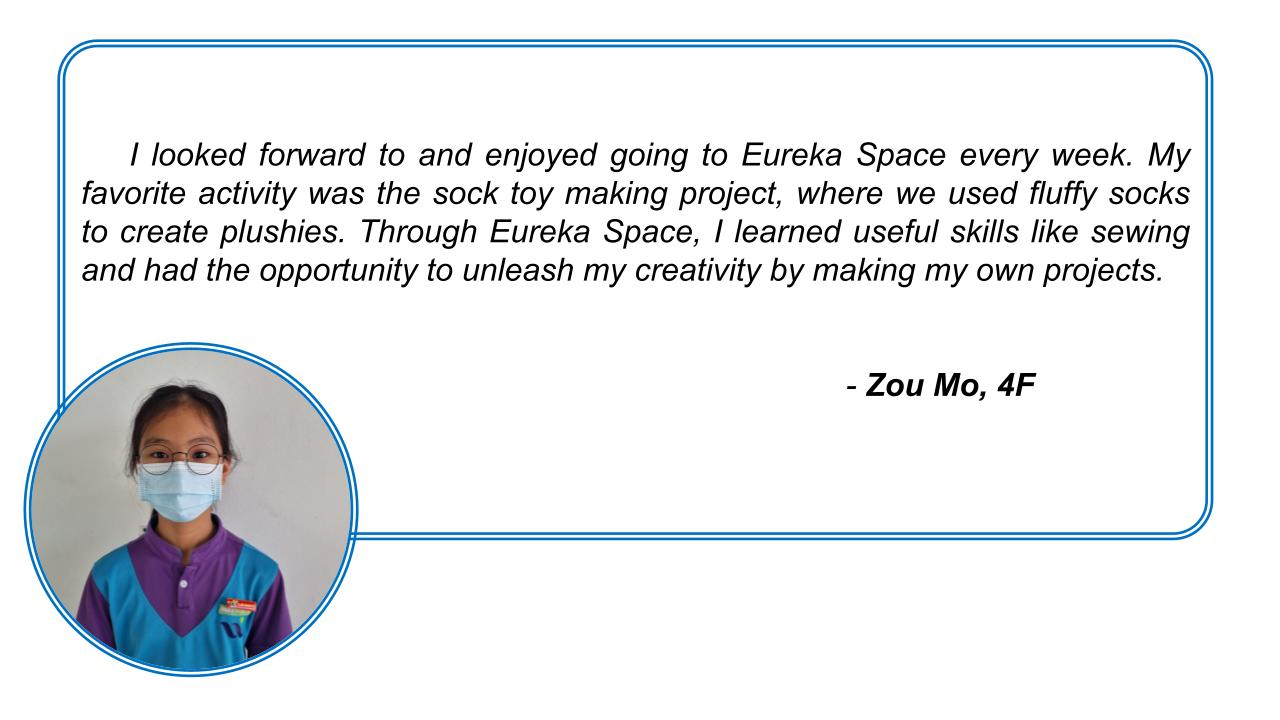 I looked forward to and enjoyed going to Eureka Space every week. My
favorite activity was the sock toy making project, where we used fluffy socks
to create plushies. Through Eureka Space, I learned useful skills like sewing
and had the opportunity to unleash my creativity by making my own projects.
- Zou Mo, 4F